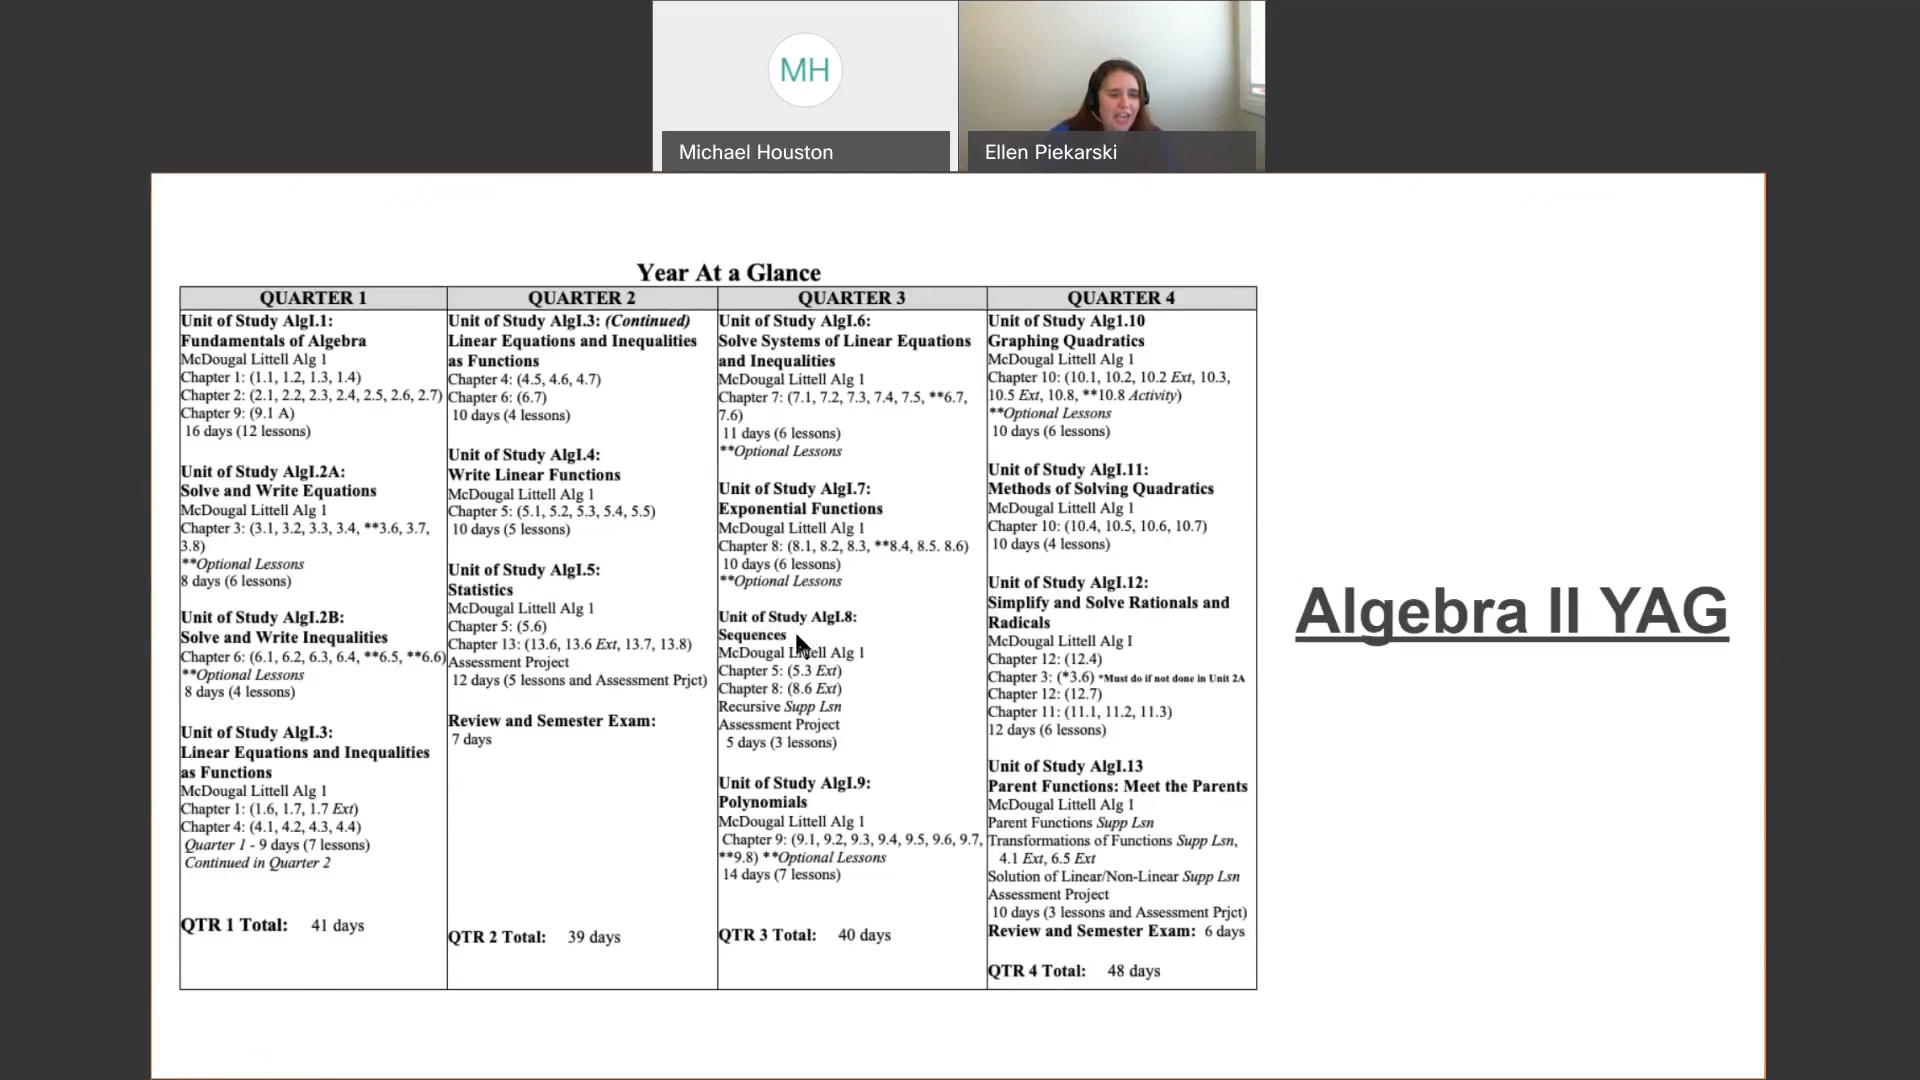 MH
Michael Houston
Ellen Piekarski
Year At a Glance
QUARTER 1
Unit of Study AlgI.1:
Fundamentals of Algebra
McDougal Littell Alg 1
Chapter 1: (1.1, 1.2, 1.3, 1.4)
Chapter 2: (2.1, 2.2, 2.3, 2.4, 2.5, 2.6, 2.7)
Chapter 9: (9.1 A)
16 days (12 lessons)
Unit of Study AlgI.2A:
Solve and Write Equations
McDougal Littell Alg 1
Chapter 3: (3.1, 3.2, 3.3, 3.4, **3.6, 3.7,
3.8)
**Optional Lessons
8 days (6 lessons)
Unit of Study AlgI.2B:
Solve and Write Inequalities
Chapter 6: (6.1, 6.2, 6.3, 6.4, **6.5, **6.6)
**Optional Lessons
8 days (4 lessons)
Unit of Study AlgI.3:
Linear Equations and Inequalities
as Functions
McDougal Littell Alg 1
Chapter 1: (1.6, 1.7, 1.7 Ext)
Chapter 4: (4.1, 4.2, 4.3, 4.4)
Quarter 1 - 9 days (7 lessons)
Continued in Quarter 2
QTR 1 Total: 41 days
QUARTER 2
Unit of Study AlgI.3: (Continued)
Linear Equations and Inequalities
as Functions
Chapter 4: (4.5, 4.6, 4.7)
Chapter 6: (6.7)
10 days (4 lessons)
Unit of Study AlgI.4:
Write Linear Functions
McDougal Littell Alg 1
Chapter 5: (5.1, 5.2, 5.3, 5.4, 5.5)
10 days (5 lessons)
Unit of Study AlgI.5:
Statistics
McDougal Littell Alg 1
Chapter 5: (5.6)
Chapter 13: (13.6, 13.6 Ext, 13.7, 13.8)
Assessment Project
12 days (5 lessons and Assessment Prjct)
Review and Semester Exam:
7 days
QTR 2 Total: 39 days
QUARTER 3
Unit of Study AlgI.6:
Solve Systems of Linear Equations
and Inequalities
McDougal Littell Alg 1
Chapter 7: (7.1, 7.2, 7.3, 7.4, 7.5, **6.7,
7.6)
11 days (6 lessons)
**Optional Lessons
Unit of Study AlgI.7:
Exponential Functions
McDougal Littell Alg 1
Chapter 8: (8.1, 8.2, 8.3, **8.4, 8.5. 8.6)
10 days (6 lessons)
**Optional Lessons
Unit of Study AlgI.8:
Sequences
McDougal Littell Alg 1
Chapter 5: (5.3 Ext)
Chapter 8: (8.6 Ext)
Recursive Supp Lsn
Assessment Project
5 days (3 lessons)
Unit of Study AlgI.9:
Polynomials
McDougal Littell Alg 1
Chapter 9: (9.1, 9.2, 9.3, 9.4, 9.5, 9.6, 9.7,
**9.8) **Optional Lessons
14 days (7 lessons)
QTR 3 Total: 40 days
QUARTER 4
Unit of Study Alg1.10
Graphing Quadratics
McDougal Littell Alg 1
Chapter 10: (10.1, 10.2, 10.2 Ext, 10.3,
10.5 Ext, 10.8, **10.8 Activity)
**Optional Lessons
10 days (6 lessons)
Unit of Study AlgI.11:
Methods of Solving Quadratics
McDougal Littell Alg 1
Chapter 10: (10.4, 10.5, 10.6, 10.7)
10 days (4 lessons)
Unit of Study AlgI.12:
Simplify and Solve Rationals and
Radicals
McDougal Littell Alg I
Chapter 12: (12.4)
Chapter 3: (*3.6) *Must do if not done in Unit 2A
Chapter 12: (12.7)
Chapter 11: (11.1, 11.2, 11.3)
12 days (6 lessons)
Unit of Study AlgI.13
Parent Functions: Meet the Parents
McDougal Littell Alg 1
Parent Functions Supp Lsn
Transformations of Functions Supp Lsn,
4.1 Ext, 6.5 Ext
Solution of Linear/Non-Linear Supp Lsn
Assessment Project
10 days (3 lessons and Assessment Prjct)
Review and Semester Exam: 6 days
QTR 4 Total: 48 days
Algebra II YAG